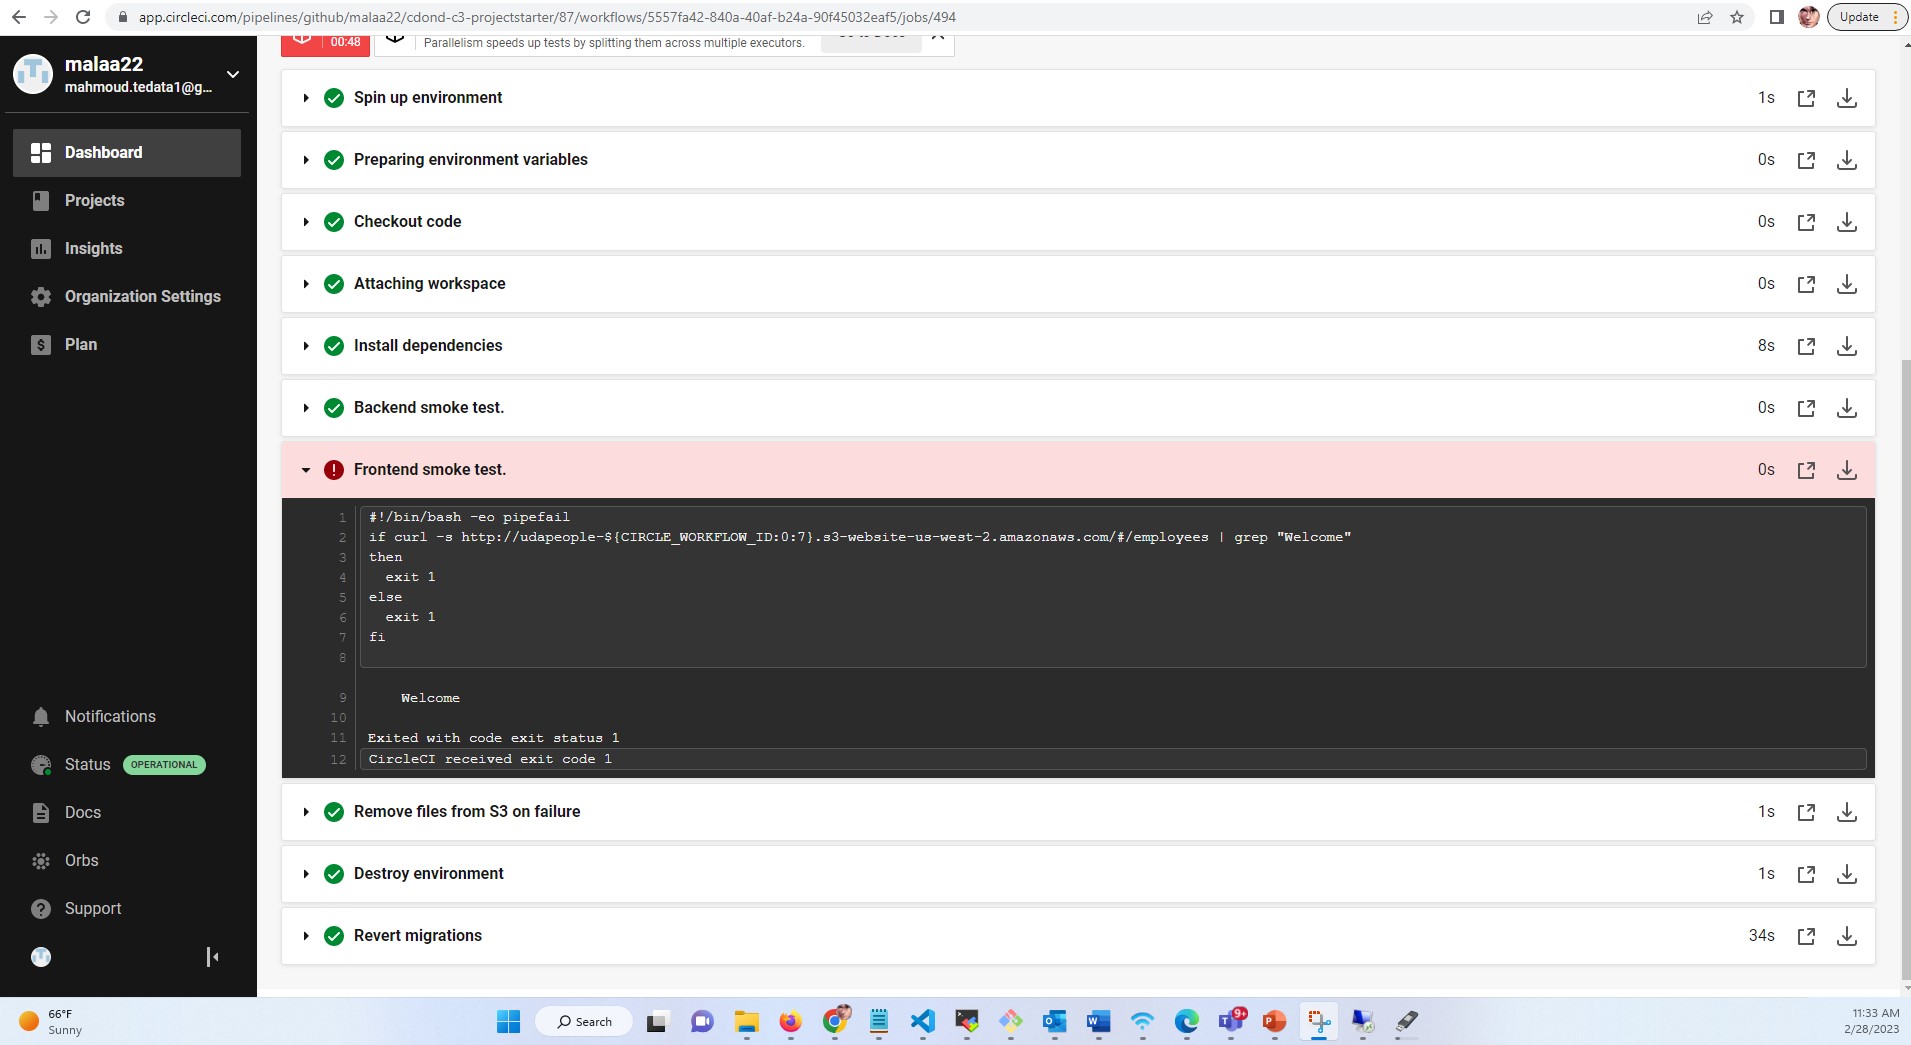 app.circleci.com/pipelines/github/malaa22/cdond-c3-projectstarter/87/workflows/5557fa42-840a-40af-b24a-90f45032eaf5/jobs/494
Update
malaa22
mahmoud.tedata1@g...
Dashboard
Projects
Insights
Organization Settings
Plan
Notifications
Status OPERATIONAL
Docs
Orbs
Support
00:48
Parallelism speeds up tests by splitting them across multiple executors.
Spin up environment 1s
Preparing environment variables 0s
Checkout code 0s
Attaching workspace 0s
Install dependencies 8s
Backend smoke test. 0s
Frontend smoke test. 0s
1 #!/bin/bash -eo pipefail
2 if curl -s http://udapeople-${CIRCLE_WORKFLOW_ID:0:7}.s3-website-us-west-2.amazonaws.com/#/employees | grep "Welcome"
3 then
4 exit 1
5 else
6 exit 1
7 fi
8
9 Welcome
10
11 Exited with code exit status 1
12 CircleCI received exit code 1
Remove files from S3 on failure 1s
Destroy environment 1s
Revert migrations 34s
66°F
Sunny
Search
9+
11:33 AM
2/28/2023